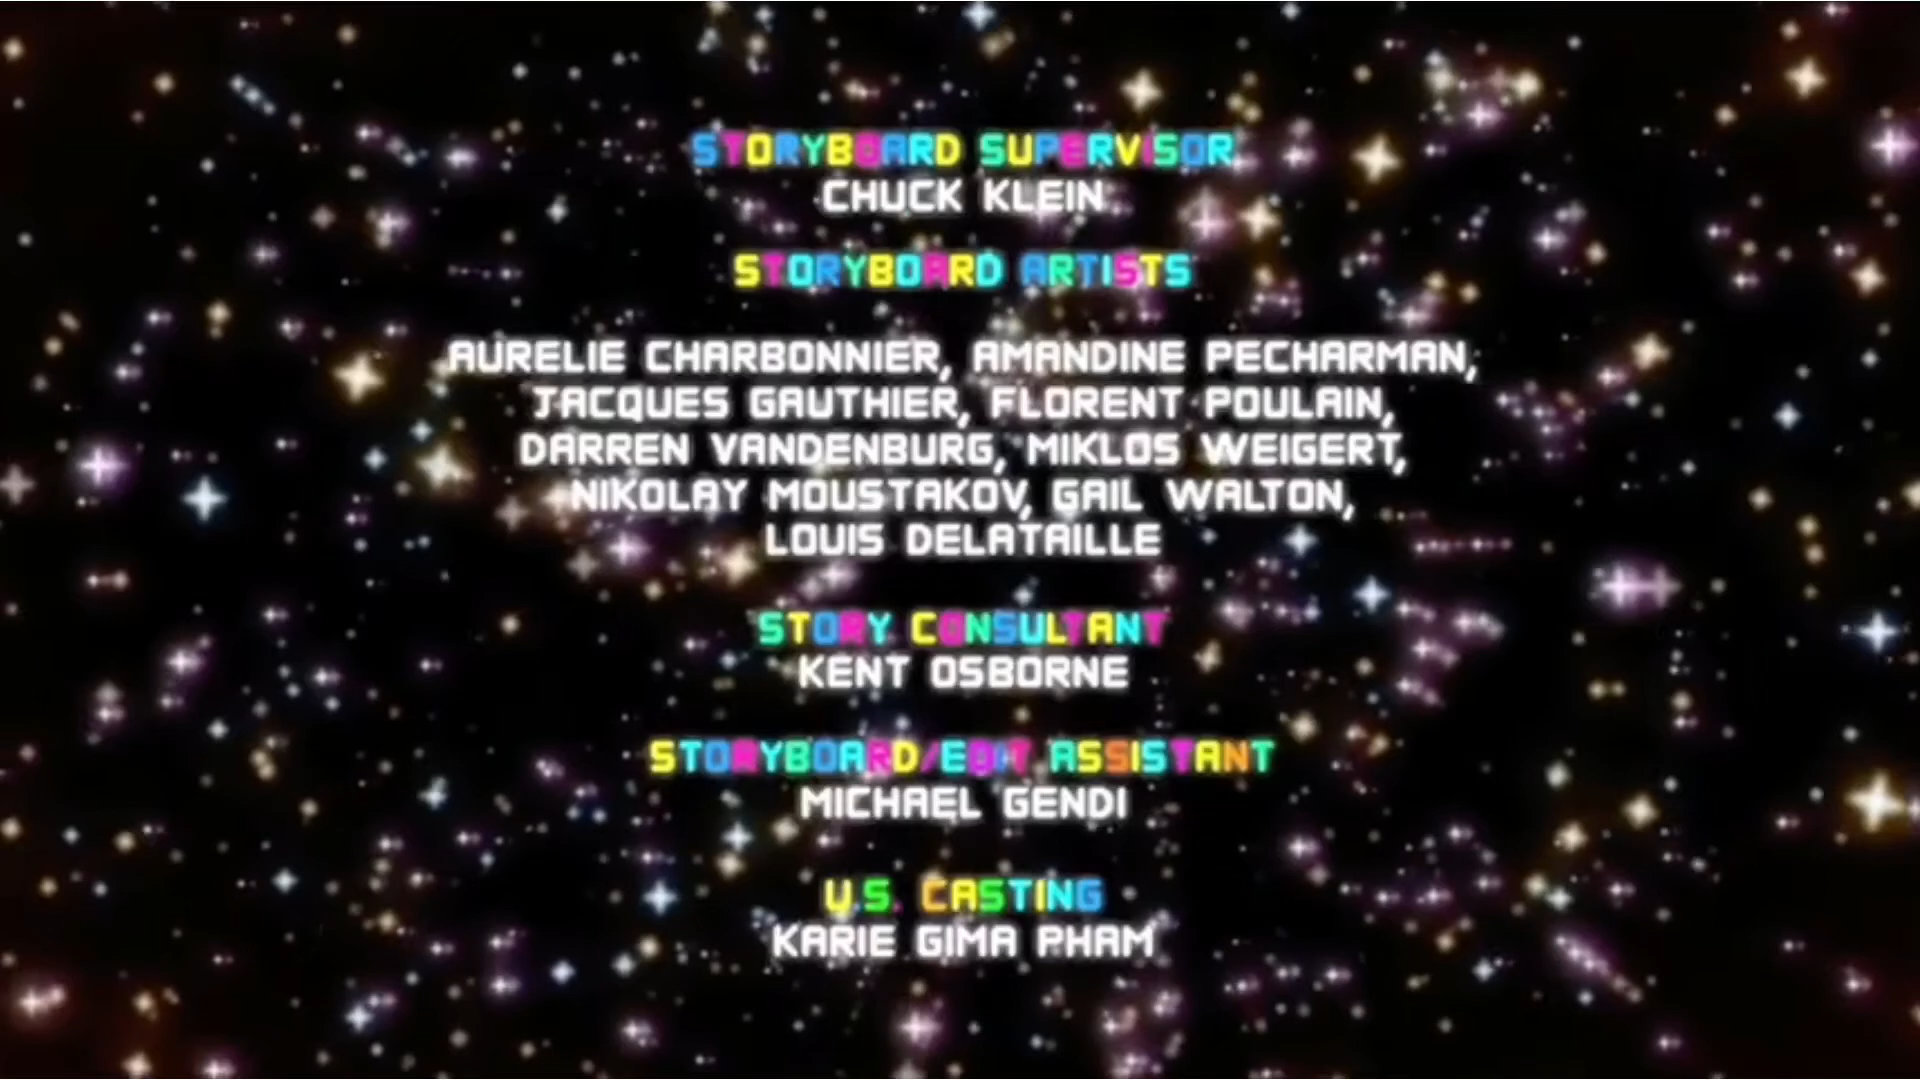 STORYBOARD SUPERVISOR
CHUCK KLEIN
STORYBOARD ARTISTS
AURELIE CHARBONNIER, AMANDINE PECHARMAN,
JACQUES GAUTHIER, FLORENT POULAIN,
DARREN VANDENBURG, MIKLOS WEIGERT,
NIKOLAY MOUSTAKOV, GAIL WALTON,
LOUIS DELATAILLE
STORY CONSULTANT
KENT OSBORNE
STORYBOARD/EDIT ASSISTANT
MICHAEL GENDI
U.S. CASTING
KARIE GIMA PHAM